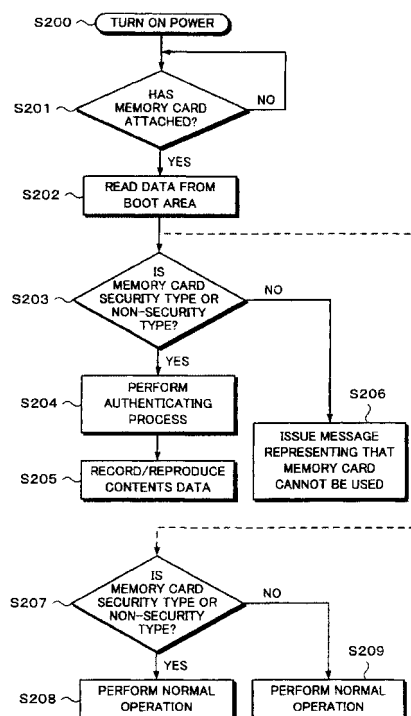 S200
TURN ON POWER
S201
HAS
MEMORY CARD
ATTACHED?
NO
YES
S202
READ DATA FROM
BOOT AREA
S203
IS
MEMORY CARD
SECURITY TYPE OR
NON-SECURITY
TYPE?
NO
YES
S204
PERFORM
AUTHENTICATING
PROCESS
S206
ISSUE MESSAGE
REPRESENTING THAT
MEMORY CARD
CANNOT BE USED
S205
RECORD/REPRODUCE
CONTENTS DATA
S207
IS
MEMORY CARD
SECURITY TYPE OR
NON-SECURITY
TYPE?
NO
YES
S209
S208
PERFORM NORMAL
OPERATION
PERFORM NORMAL
OPERATION